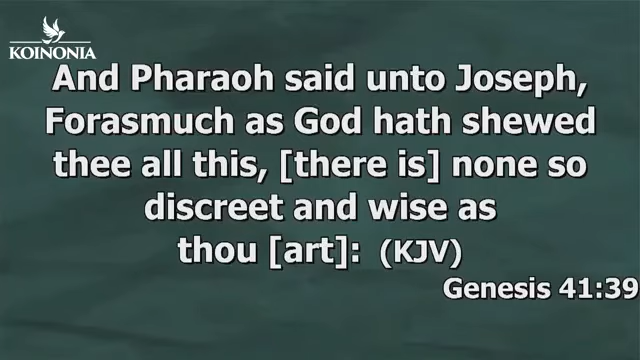 KOINONIA
And Pharaoh said unto Joseph,
Forasmuch as God hath shewed
thee all this, [there is] none so
discreet and wise as
thou [art]: (KJV)
Genesis 41:39